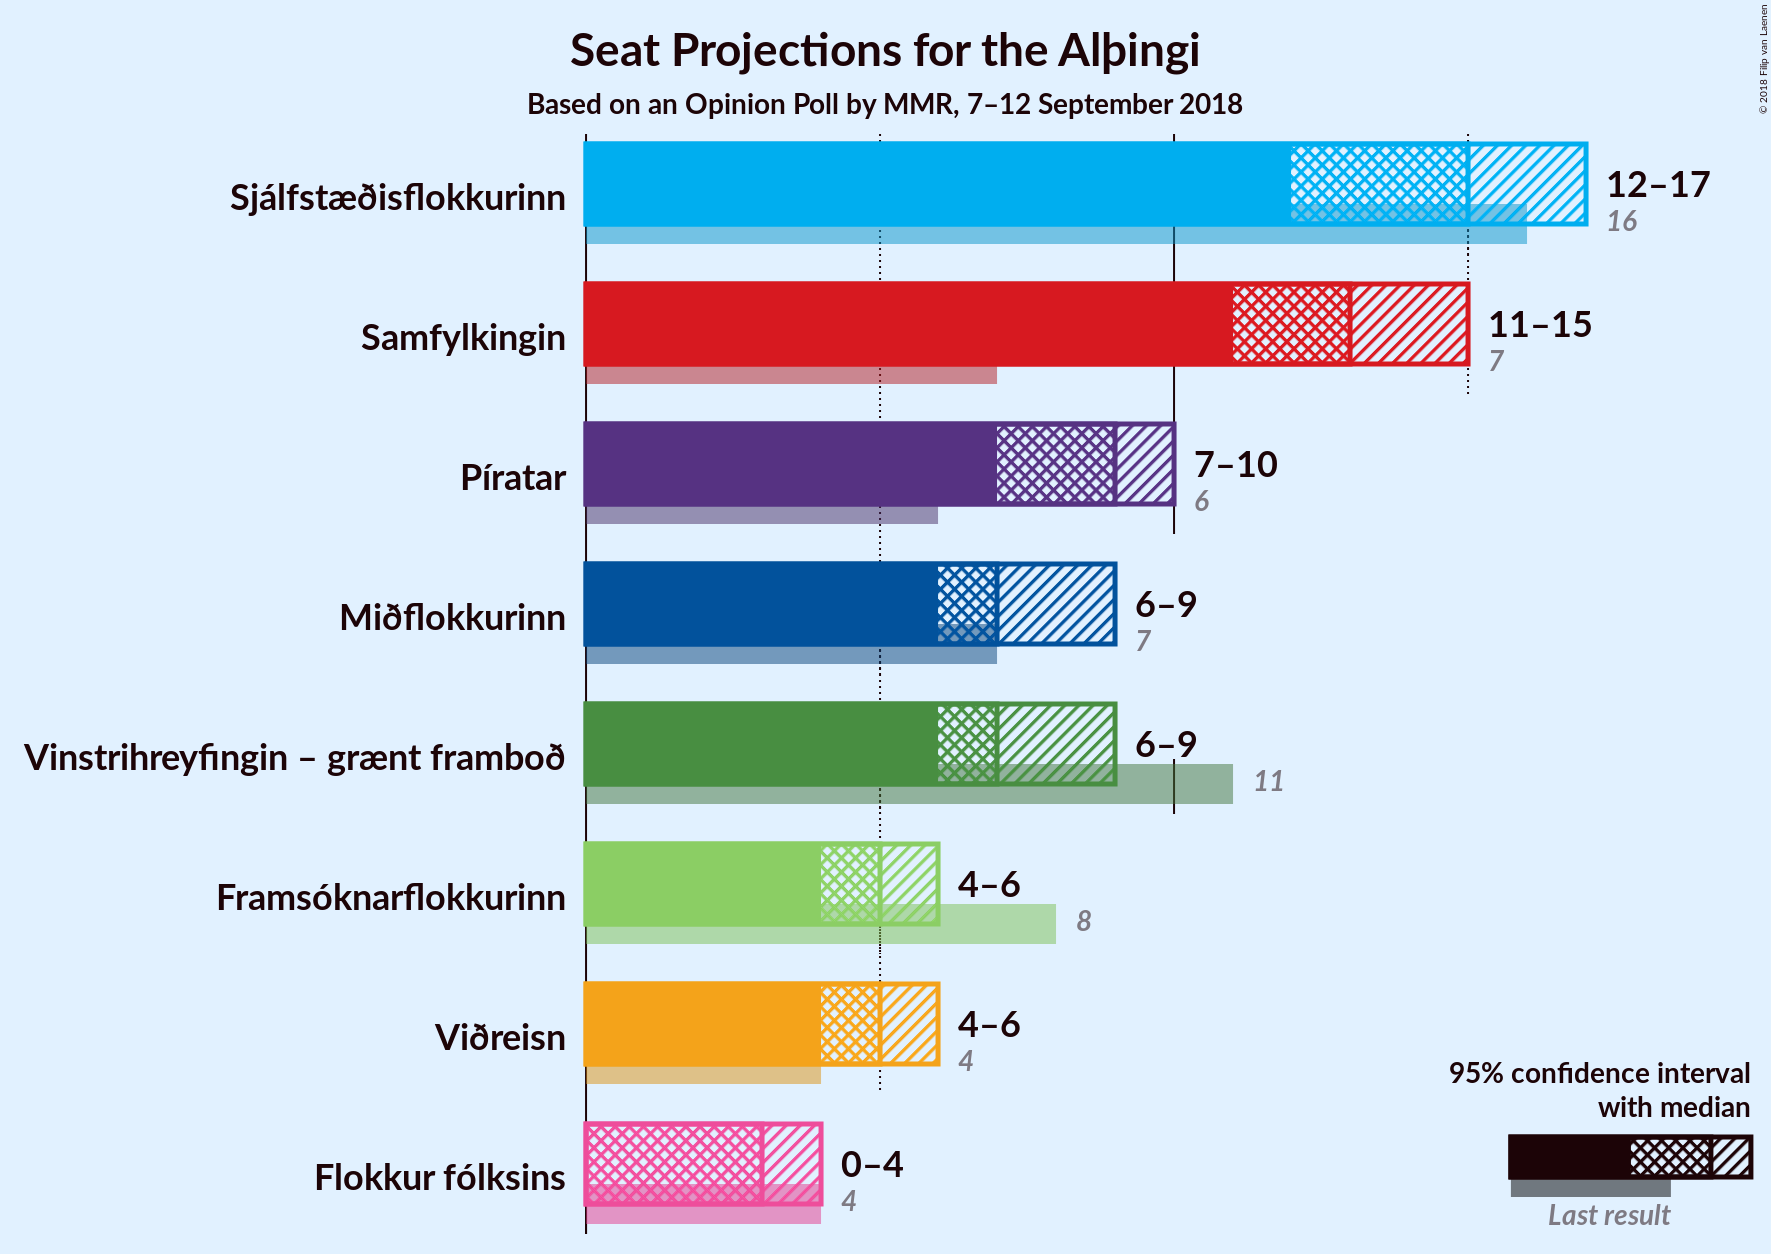 Seat Projections for the Alþingi
Based on an Opinion Poll by MMR, 7–12 September 2018
© 2018 Filip van Laenen
Sjálfstæðisflokkurinn
12–17
16
Samfylkingin
11–15
7
Píratar
7–10
6
Miðflokkurinn
6–9
7
Vinstrihreyfingin – grænt framboð
6–9
11
Framsóknarflokkurinn
4–6
8
Viðreisn
4–6
4
Flokkur fólksins
0–4
4
95% confidence interval
with median
Last result